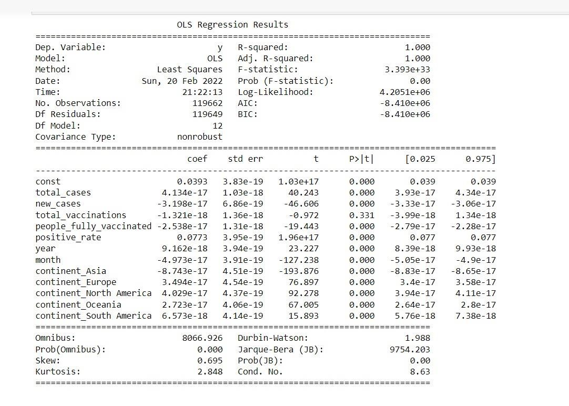 OLS Regression Results
==============================================================================
Dep. Variable: y R-squared: 1.000
Model: OLS Adj. R-squared: 1.000
Method: Least Squares F-statistic: 3.393e+33
Date: Sun, 20 Feb 2022 Prob (F-statistic): 0.00
Time: 21:22:13 Log-Likelihood: 4.2051e+06
No. Observations: 119662 AIC: -8.410e+06
Df Residuals: 119649 BIC: -8.410e+06
Df Model: 12
Covariance Type: nonrobust
==============================================================================
coef std err t P>|t| [0.025 0.975]
------------------------------------------------------------------------------
const 0.0393 3.83e-19 1.03e+17 0.000 0.039 0.039
total_cases 4.134e-17 1.03e-18 40.243 0.000 3.93e-17 4.34e-17
new_cases -3.198e-17 6.86e-19 -46.606 0.000 -3.33e-17 -3.06e-17
total_vaccinations -1.321e-18 1.36e-18 -0.972 0.331 -3.99e-18 1.34e-18
people_fully_vaccinated -2.538e-17 1.31e-18 -19.443 0.000 -2.79e-17 -2.28e-17
positive_rate 0.0773 3.95e-19 1.96e+17 0.000 0.077 0.077
year 9.162e-18 3.94e-19 23.227 0.000 8.39e-18 9.93e-18
month -4.973e-17 3.91e-19 -127.238 0.000 -5.05e-17 -4.9e-17
continent_Asia -8.743e-17 4.51e-19 -193.876 0.000 -8.83e-17 -8.65e-17
continent_Europe 3.494e-17 4.54e-19 76.897 0.000 3.4e-17 3.58e-17
continent_North America 4.029e-17 4.37e-19 92.278 0.000 3.94e-17 4.11e-17
continent_Oceania 2.723e-17 4.06e-19 67.005 0.000 2.64e-17 2.8e-17
continent_South America 6.573e-18 4.14e-19 15.893 0.000 5.76e-18 7.38e-18
==============================================================================
Omnibus: 8066.926 Durbin-Watson: 1.988
Prob(Omnibus): 0.000 Jarque-Bera (JB): 9754.203
Skew: 0.695 Prob(JB): 0.00
Kurtosis: 2.848 Cond. No. 8.63
==============================================================================